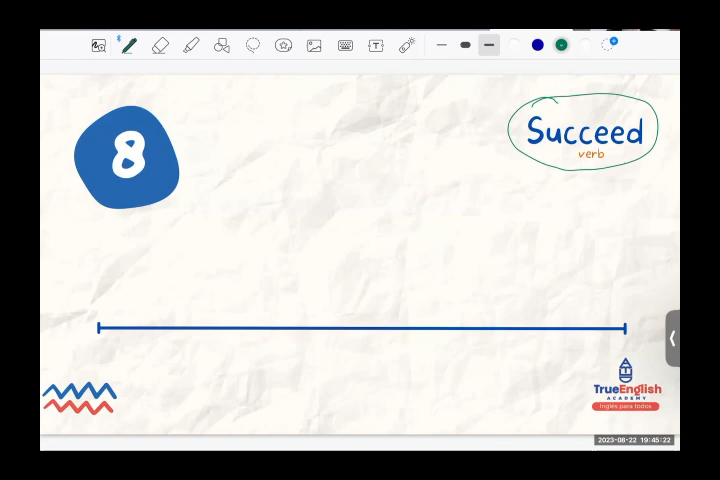 8
Succeed
verb
TrueEnglish
ACADEMY
Inglés para todos
2023-08-22 19:45:22